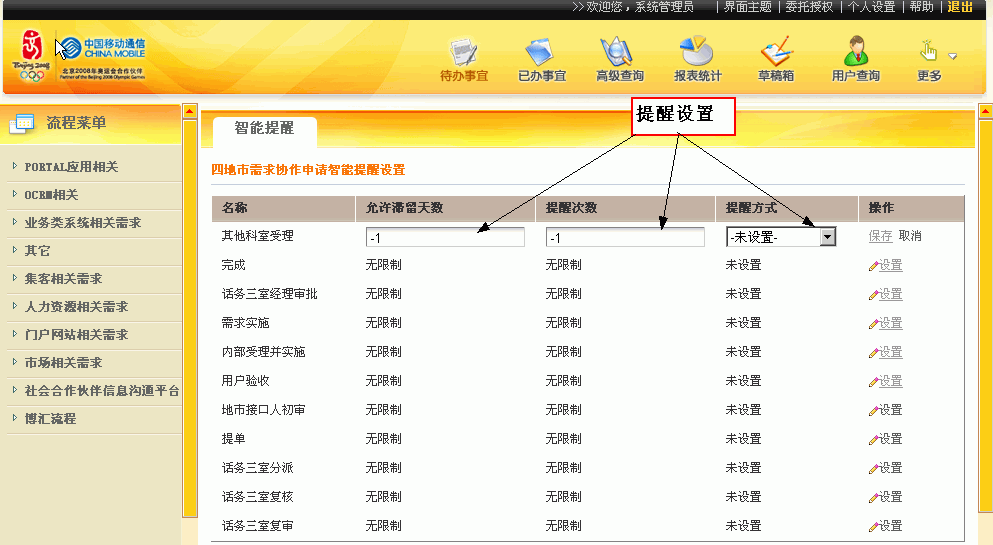 >> 欢迎您，系统管理员 | 界面主题 | 委托授权 | 个人设置 | 帮助 | 退出
Beijing 2008
中国移动通信
CHINA MOBILE
北京2008年奥运会合作伙伴
Partner of the Beijing 2008 Olympic Games
待办事宜 已办事宜 高级查询 报表统计 草稿箱 用户查询 更多
流程菜单
PORTAL应用相关
OCRM相关
业务类系统相关需求
其它
集客相关需求
人力资源相关需求
门户网站相关需求
市场相关需求
社会合作伙伴信息沟通平台
博汇流程
智能提醒
提醒设置
四地市需求协作申请智能提醒设置
名称 允许滞留天数 提醒次数 提醒方式 操作
其他科室受理 -1 -1 -未设置- 保存 取消
完成 无限制 无限制 未设置 设置
话务三室经理审批 无限制 无限制 未设置 设置
需求实施 无限制 无限制 未设置 设置
内部受理并实施 无限制 无限制 未设置 设置
用户验收 无限制 无限制 未设置 设置
地市接口人初审 无限制 无限制 未设置 设置
提单 无限制 无限制 未设置 设置
话务三室分派 无限制 无限制 未设置 设置
话务三室复核 无限制 无限制 未设置 设置
话务三室复审 无限制 无限制 未设置 设置